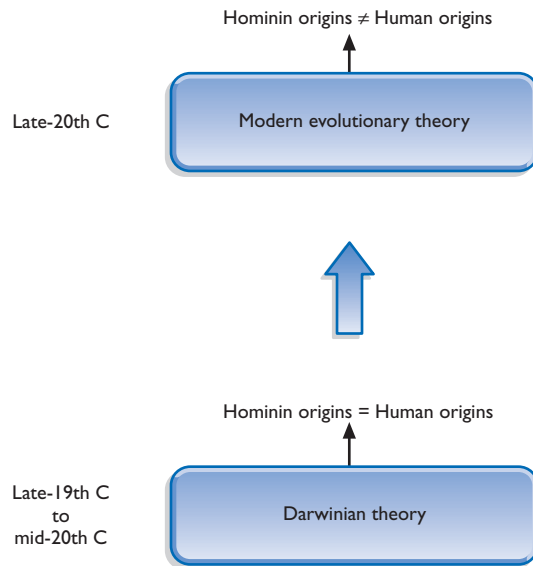 Hominin origins ≠ Human origins
Late-20th C
Modern evolutionary theory
Hominin origins = Human origins
Late-19th C
to
mid-20th C
Darwinian theory